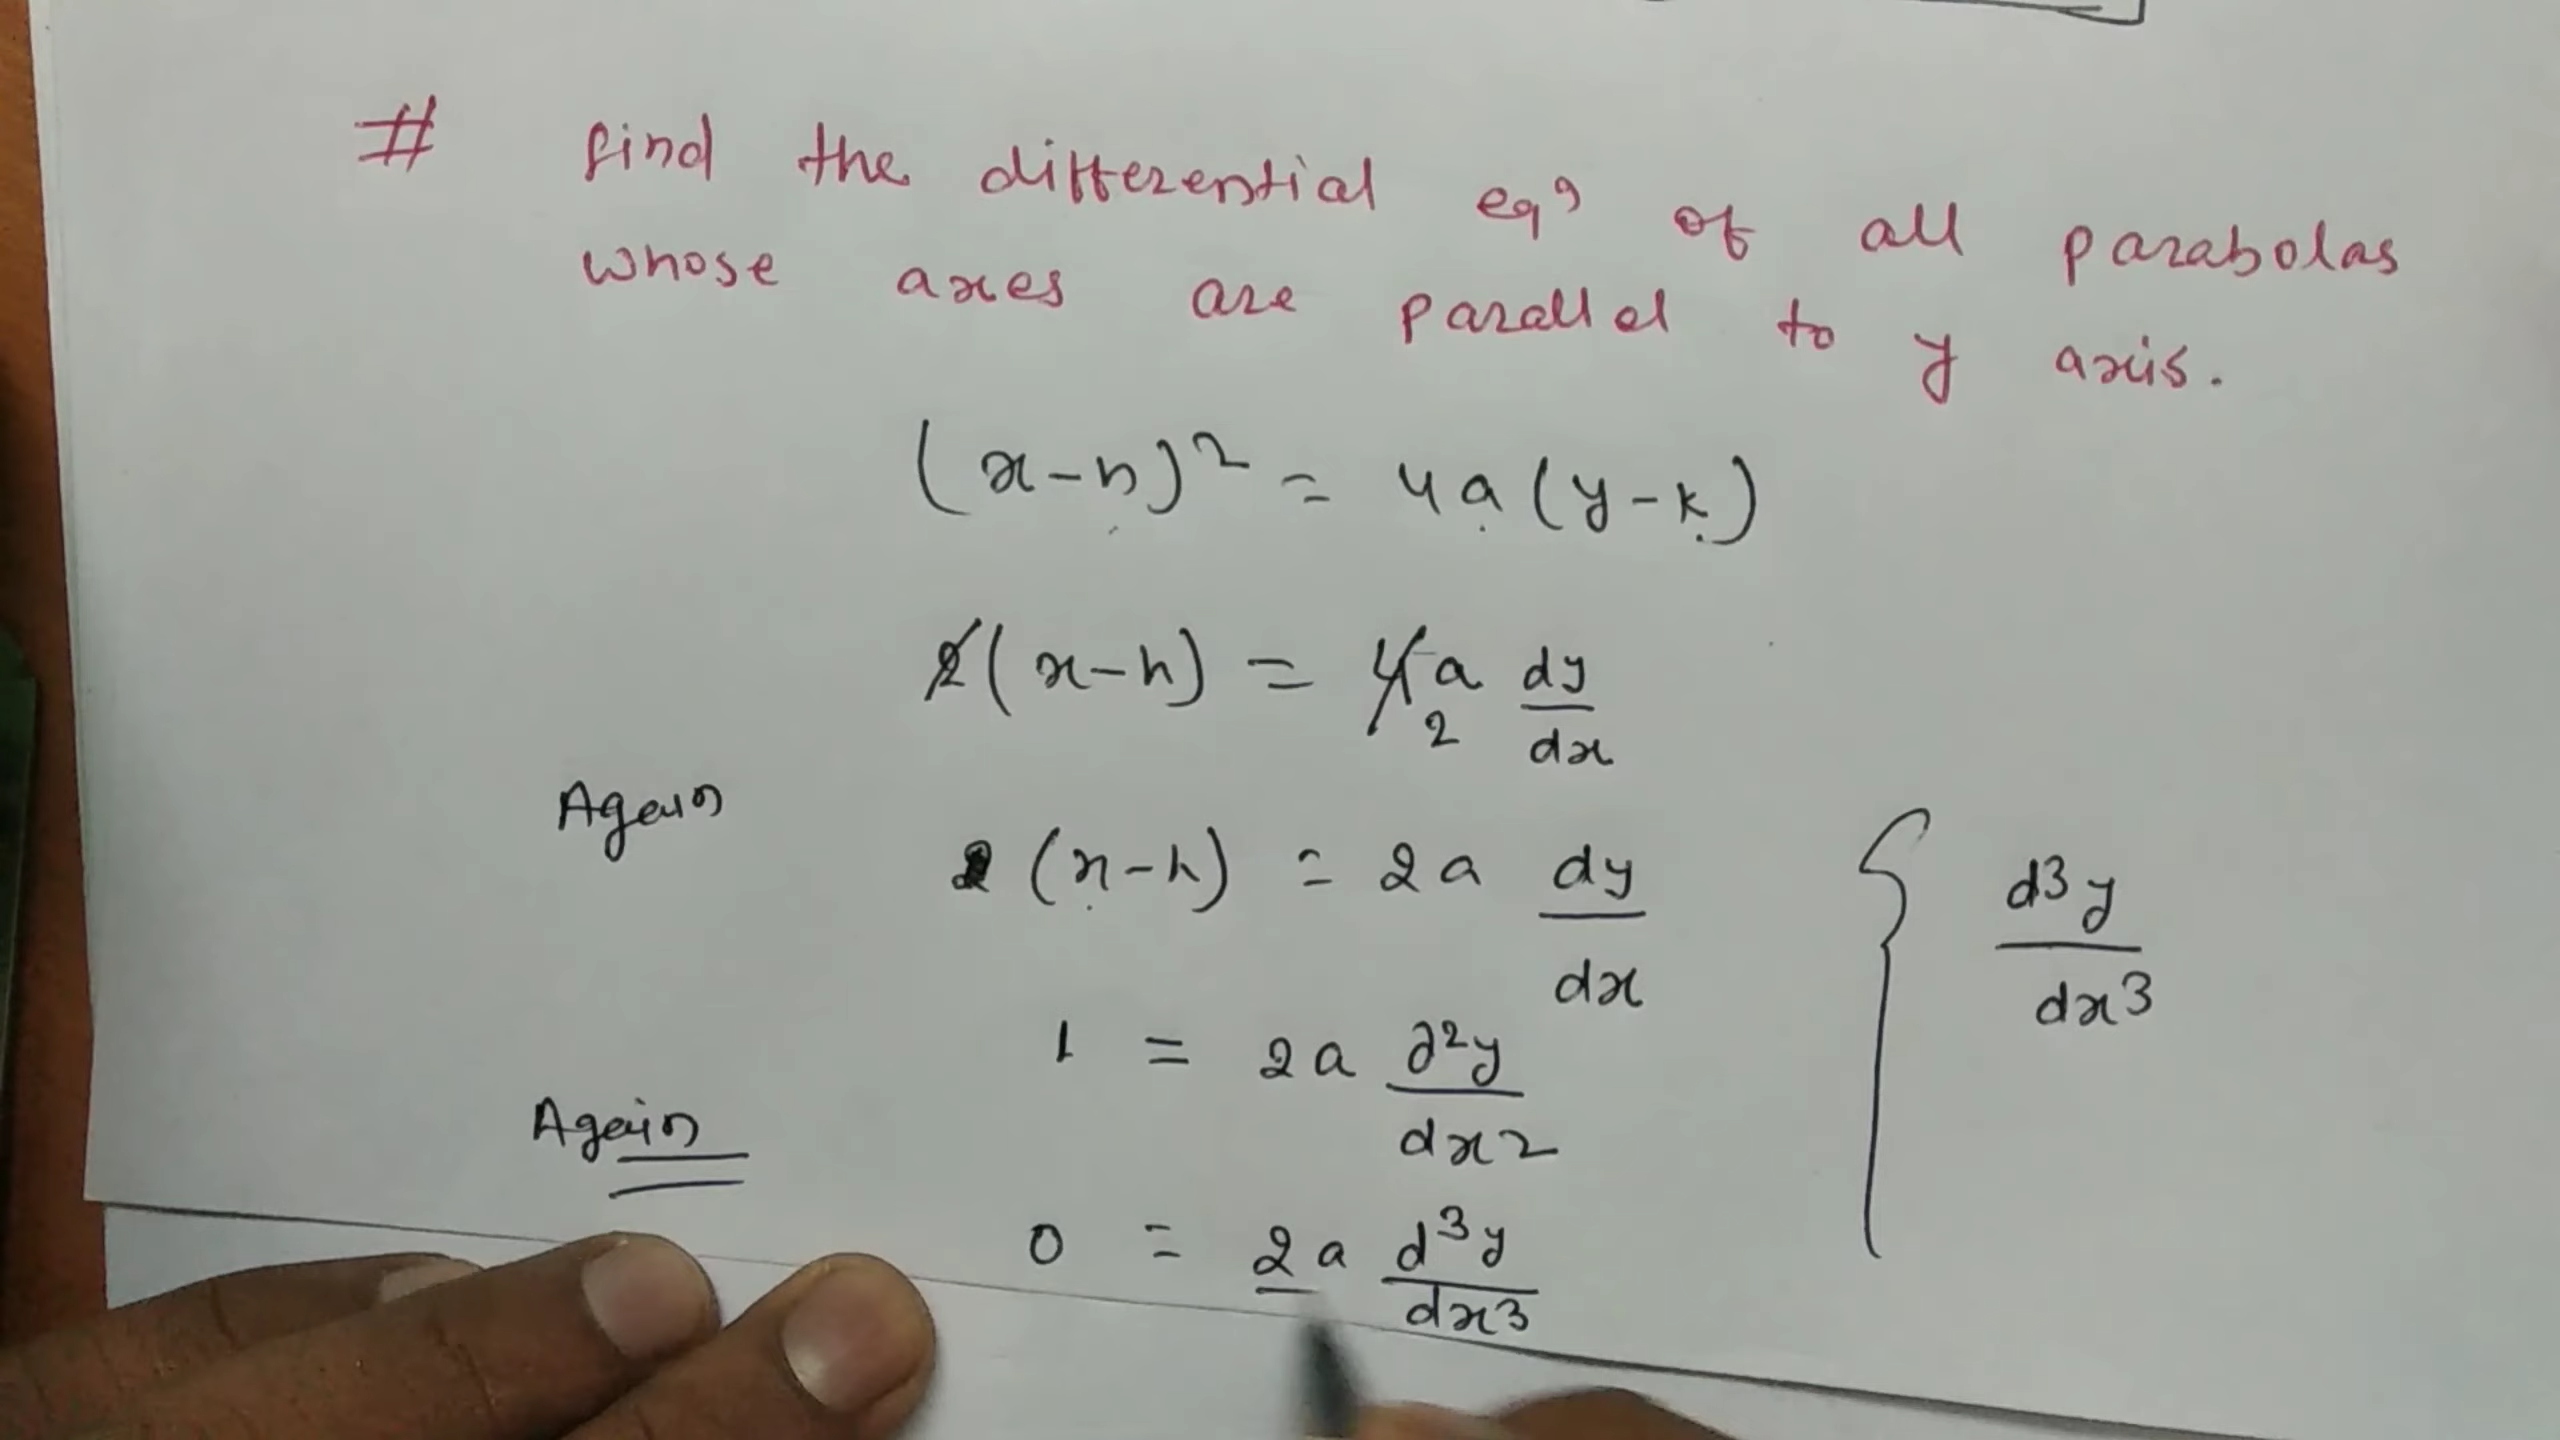 # find the differential eqn of all parabolas
whose axes are parallel to y axis.
(x-h)² = 4a(y-k)
2(x-h) = 4a dy/dx
2
Again
(x-h) = 2a dy/dx
d³y/dx³
1 = 2a d²y/dx²
Again
0 = 2a d³y/dx³